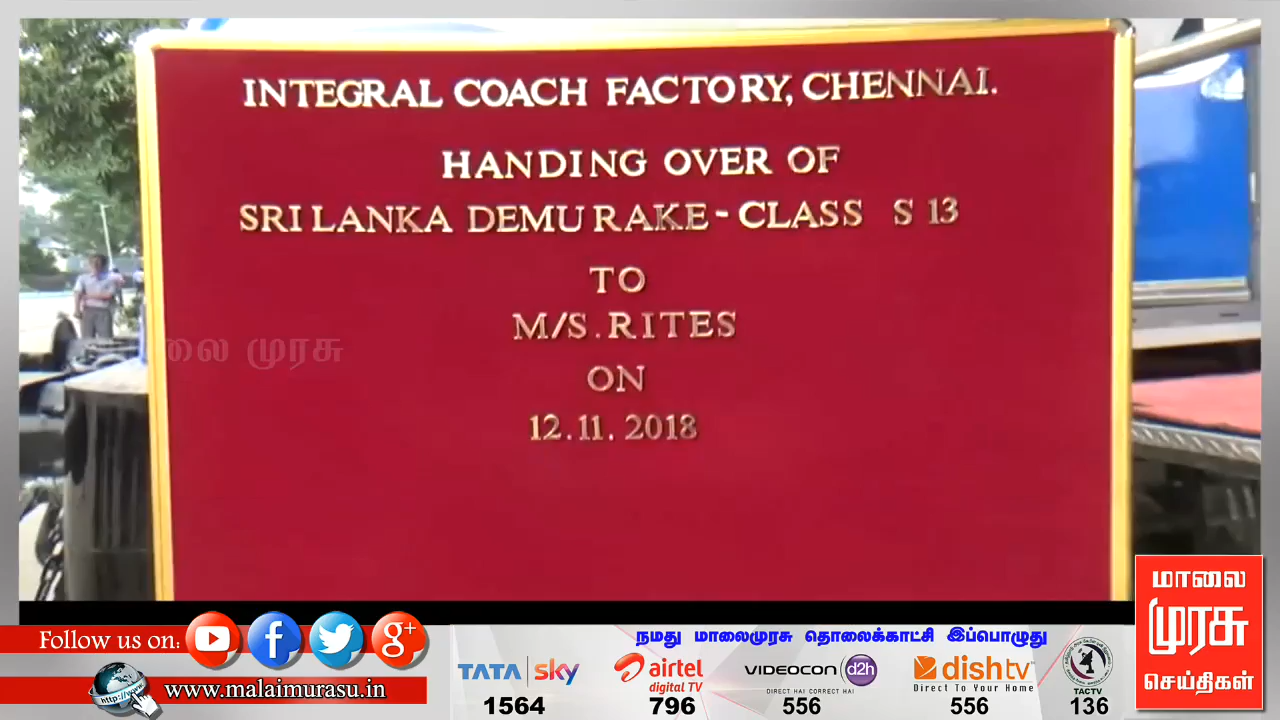 INTEGRAL COACH FACTORY, CHENNAI.
HANDING OVER OF
SRI LANKA DEMU RAKE - CLASS S 13
TO
M/S. RITES
ON
12.11.2018
லை முரசு
Follow us on:
www.malaimurasu.in
http://www
நமது மாலைமுரசு தொலைக்காட்சி இப்பொழுது
TATA sky
1564
airtel
digital TV
796
VIDEOCON d2h
DIRECT HAI CORRECT HAI
556
dishtv
Direct To Your Home
556
TACTV
136
மாலை
முரசு
செய்திகள்